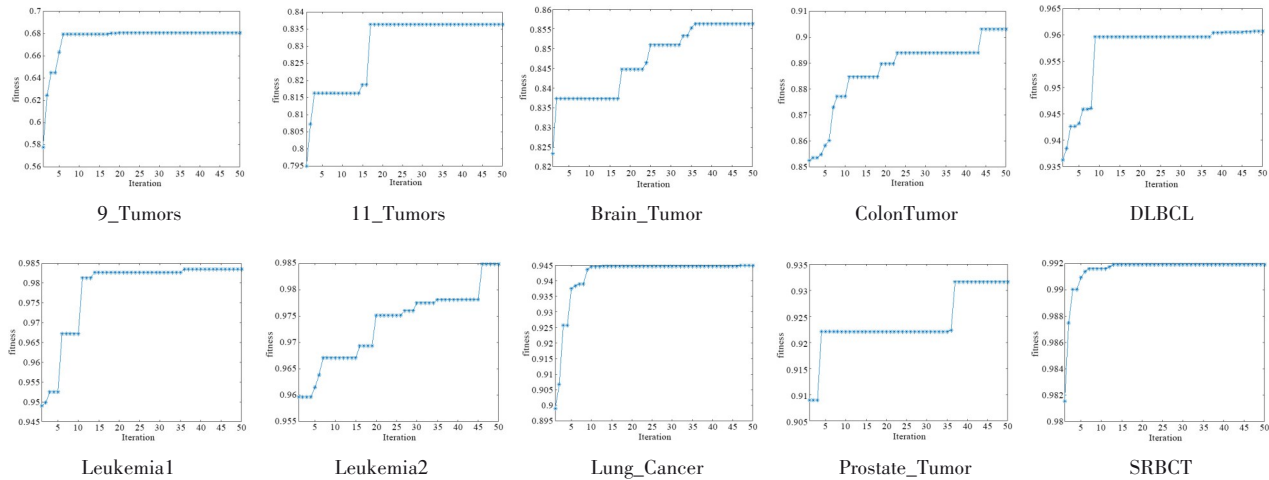 0.7
0.68
0.66
0.64
0.62
0.6
0.58
0.56
fitness
5 10 15 20 25 30 35 40 45 50
Iteration
9_Tumors
0.84
0.835
0.83
0.825
0.82
0.815
0.81
0.805
0.80
0.795
fitness
5 10 15 20 25 30 35 40 45 50
Iteration
11_Tumors
0.86
0.855
0.85
0.845
0.84
0.835
0.83
0.825
0.82
fitness
5 10 15 20 25 30 35 40 45 50
Iteration
Brain_Tumor
0.91
0.90
0.89
0.88
0.87
0.86
0.85
fitness
5 10 15 20 25 30 35 40 45 50
Iteration
ColonTumor
0.965
0.96
0.955
0.95
0.945
0.94
0.935
fitness
5 10 15 20 25 30 35 40 45 50
Iteration
DLBCL
0.985
0.98
0.975
0.97
0.965
0.96
0.955
0.95
0.945
fitness
5 10 15 20 25 30 35 40 45 50
Iteration
Leukemia1
0.985
0.98
0.975
0.97
0.965
0.96
0.955
fitness
5 10 15 20 25 30 35 40 45 50
Iteration
Leukemia2
0.945
0.94
0.935
0.93
0.925
0.92
0.915
0.91
0.905
0.90
0.895
fitness
5 10 15 20 25 30 35 40 45 50
Iteration
Lung_Cancer
0.935
0.93
0.925
0.92
0.915
0.91
0.905
fitness
5 10 15 20 25 30 35 40 45 50
Iteration
Prostate_Tumor
0.992
0.99
0.988
0.986
0.984
0.982
0.98
fitness
5 10 15 20 25 30 35 40 45 50
Iteration
SRBCT